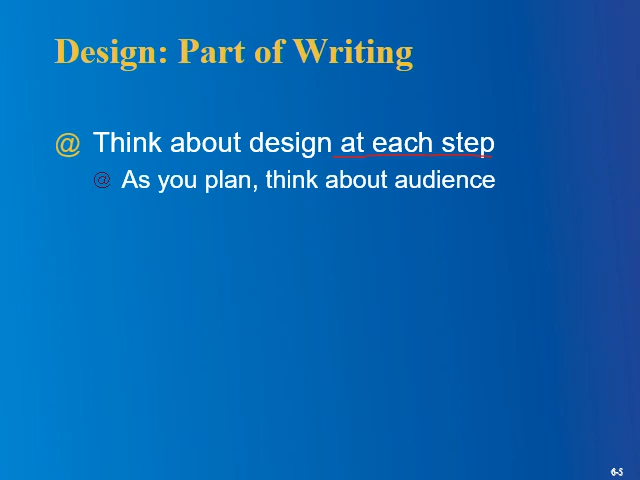 Design: Part of Writing
@ Think about design at each step
@ As you plan, think about audience
6-5